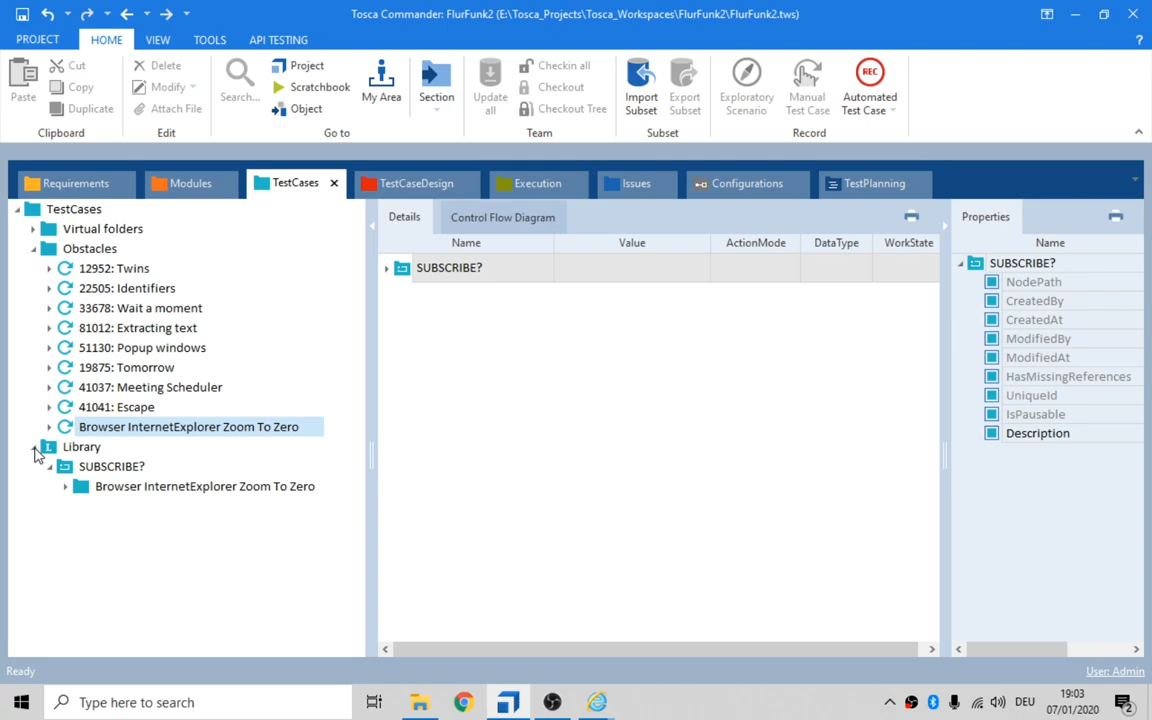 Tosca Commander: FlurFunk2 (E:\Tosca_Projects\Tosca_Workspaces\FlurFunk2\FlurFunk2.tws)
PROJECT HOME VIEW TOOLS API TESTING ?
Paste
Cut
Copy
Duplicate
Clipboard
Delete
Modify
Attach File
Edit
Search...
Project
Scratchbook
Object
My Area
Section
Go to
Update all
Checkin all
Checkout
Checkout Tree
Team
Import Subset
Export Subset
Subset
Exploratory Scenario
Manual Test Case
REC
Automated Test Case
Record
Requirements Modules TestCases TestCaseDesign Execution Issues Configurations TestPlanning
TestCases
Virtual folders
Obstacles
12952: Twins
22505: Identifiers
33678: Wait a moment
81012: Extracting text
51130: Popup windows
19875: Tomorrow
41037: Meeting Scheduler
41041: Escape
Browser InternetExplorer Zoom To Zero
L Library
SUBSCRIBE?
Browser InternetExplorer Zoom To Zero
Details Control Flow Diagram
Name Value ActionMode DataType WorkState
SUBSCRIBE?
Properties
Name
SUBSCRIBE?
NodePath
CreatedBy
CreatedAt
ModifiedBy
ModifiedAt
HasMissingReferences
UniqueId
IsPausable
Description
Ready User: Admin
Type here to search
DEU
19:03
07/01/2020
2